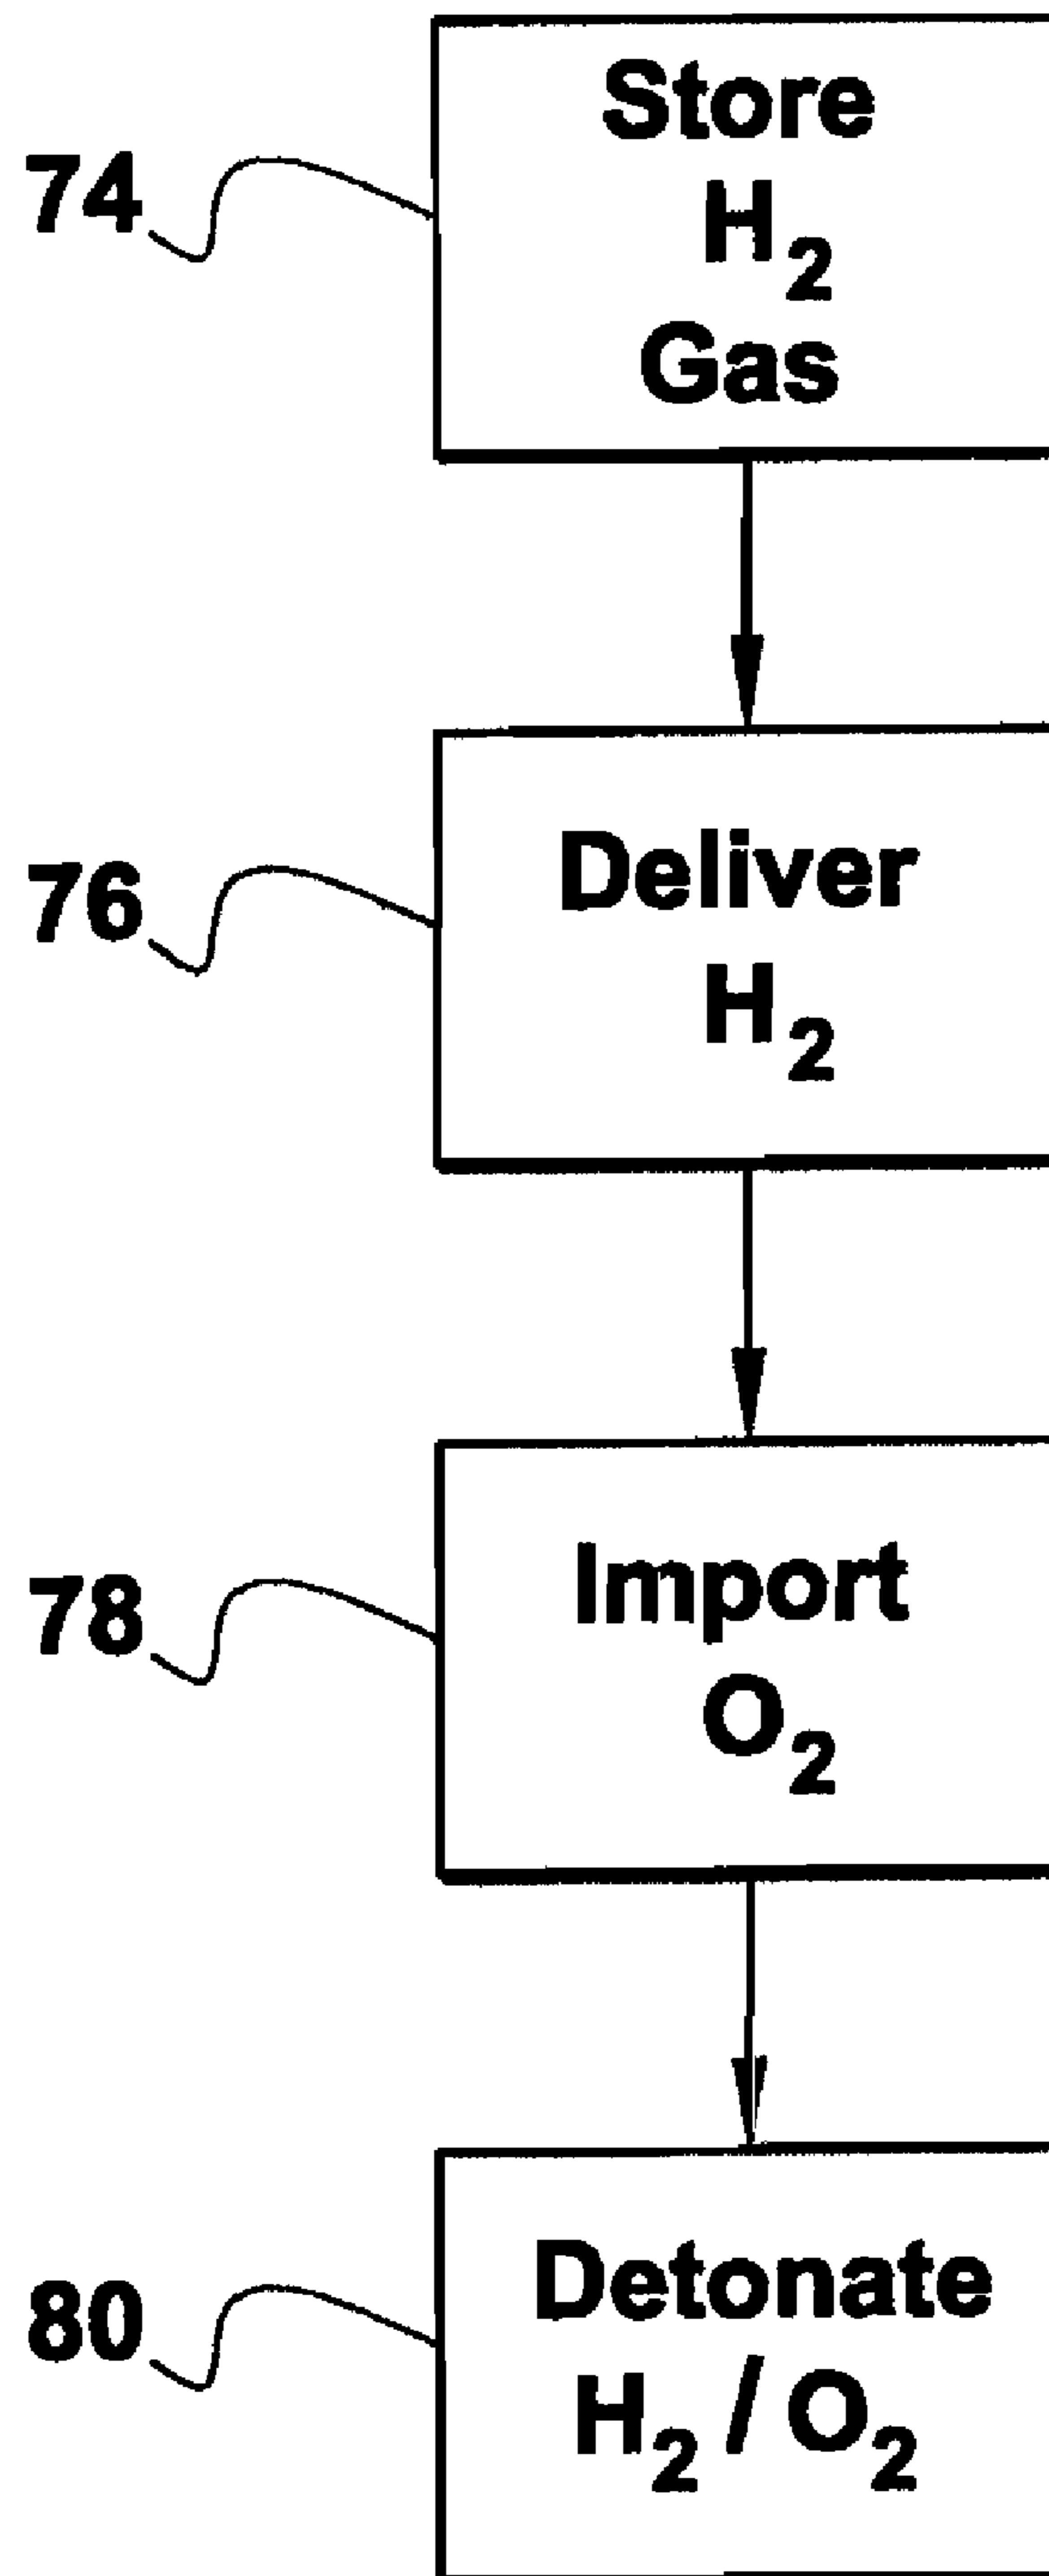 74
Store
H₂
Gas
76
Deliver
H₂
78
Import
O₂
80
Detonate
H₂ / O₂